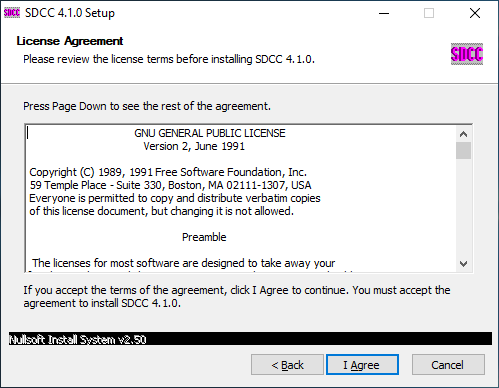 SDCC 4.1.0 Setup
License Agreement
Please review the license terms before installing SDCC 4.1.0.
SDCC
Press Page Down to see the rest of the agreement.
GNU GENERAL PUBLIC LICENSE
Version 2, June 1991
Copyright (C) 1989, 1991 Free Software Foundation, Inc.
59 Temple Place - Suite 330, Boston, MA 02111-1307, USA
Everyone is permitted to copy and distribute verbatim copies
of this license document, but changing it is not allowed.
Preamble
The licenses for most software are designed to take away your
If you accept the terms of the agreement, click I Agree to continue. You must accept the
agreement to install SDCC 4.1.0.
Nullsoft Install System v2.50
< Back
I Agree
Cancel